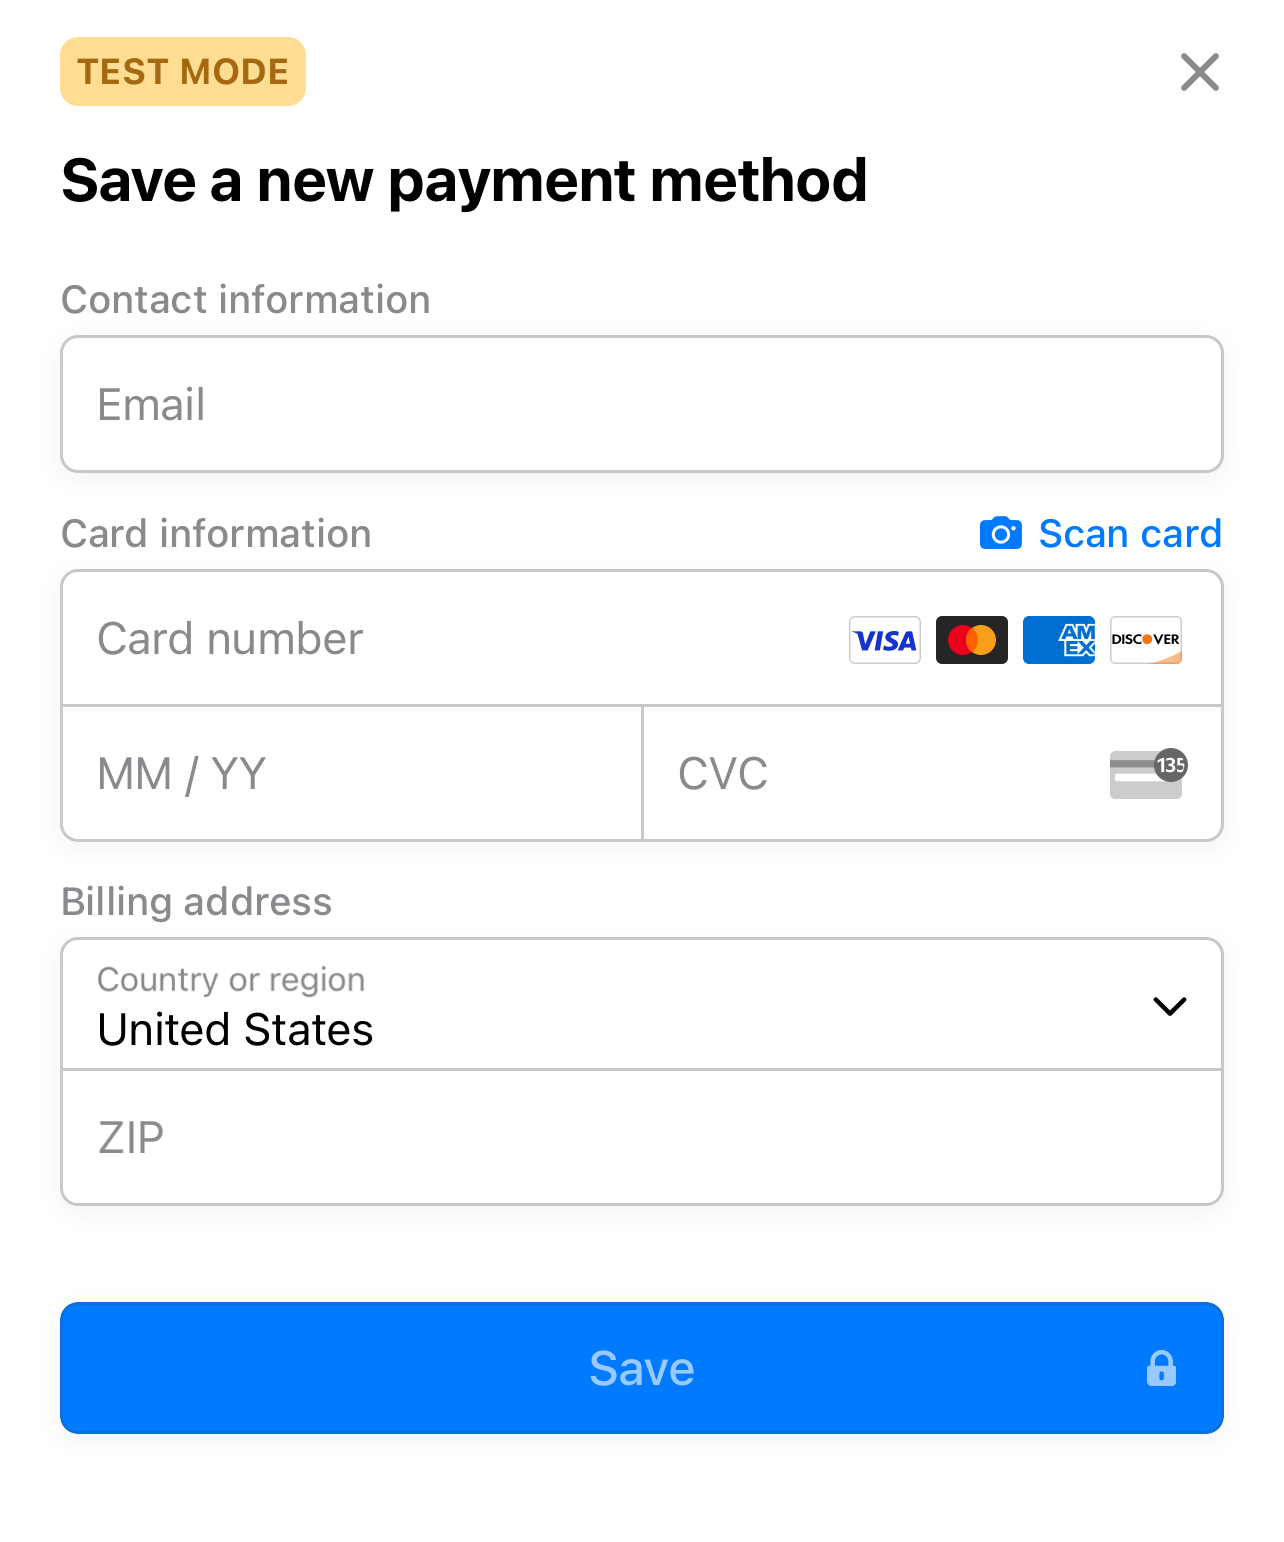 TEST MODE
Save a new payment method
Contact information
Email
Card information
Scan card
Card number
VISA
AM
EX
DISCOVER
MM / YY
CVC
135
Billing address
Country or region
United States
ZIP
Save